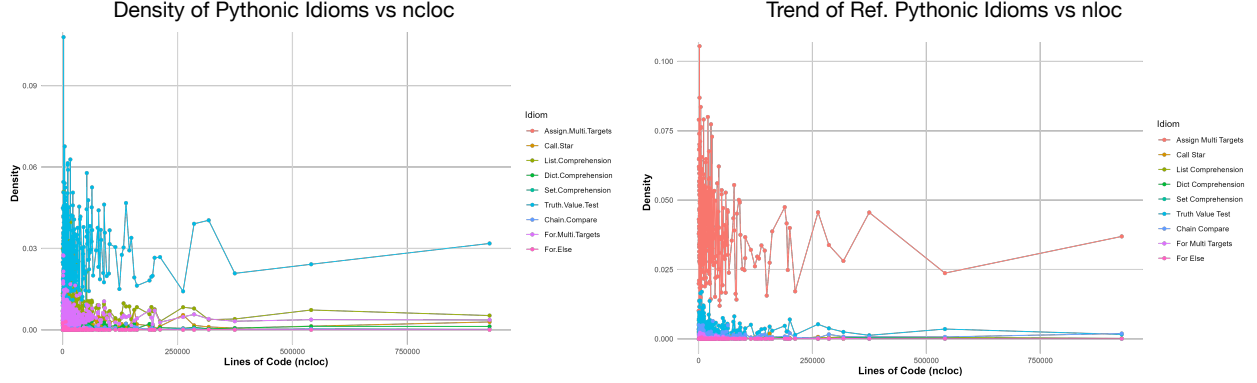 Density of Pythonic Idioms vs ncloc
0.09
0.06
0.03
0.00
Density
0
250000
500000
750000
Lines of Code (ncloc)
Idiom
Assign.Multi.Targets
Call.Star
List.Comprehension
Dict.Comprehension
Set.Comprehension
Truth.Value.Test
Chain.Compare
For.Multi.Targets
For.Else
Trend of Ref. Pythonic Idioms vs nloc
0.100
0.075
0.050
0.025
0.000
Density
0
250000
500000
750000
Lines of Code (ncloc)
Idiom
Assign Multi Targets
Call Star
List Comprehension
Dict Comprehension
Set Comprehension
Truth Value Test
Chain Compare
For Multi Targets
For Else